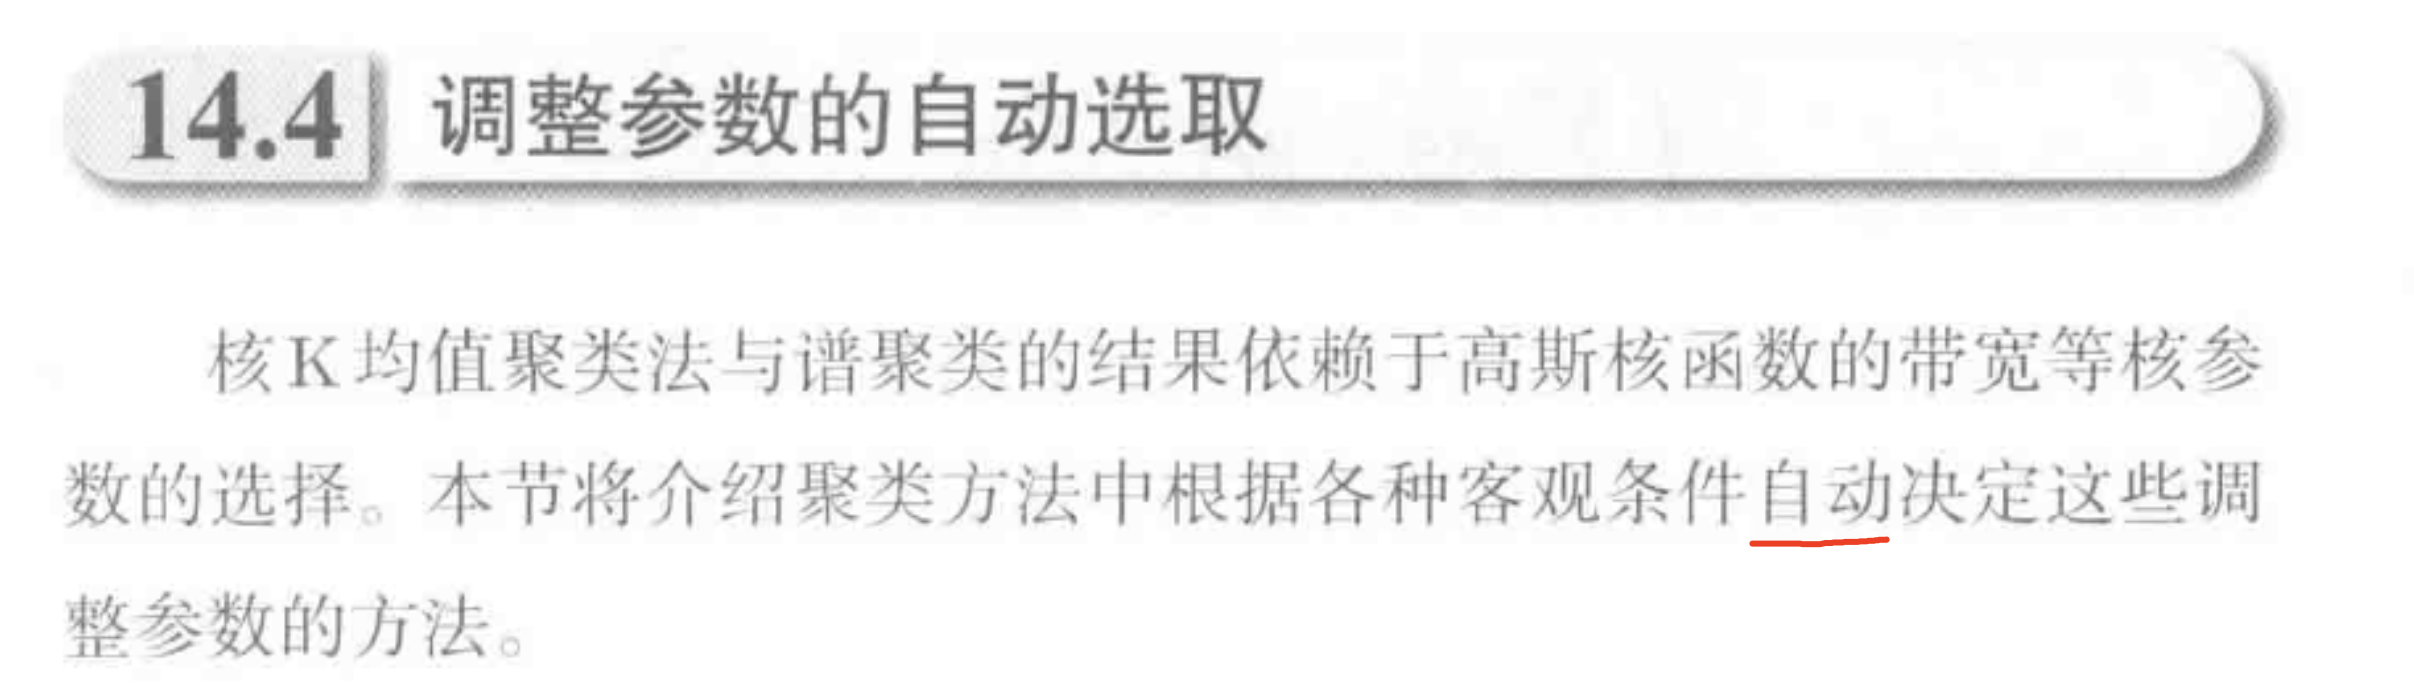 14.4 调整参数的自动选取
核K均值聚类法与谱聚类的结果依赖于高斯核函数的带宽等核参
数的选择。本节将介绍聚类方法中根据各种客观条件自动决定这些调
整参数的方法。